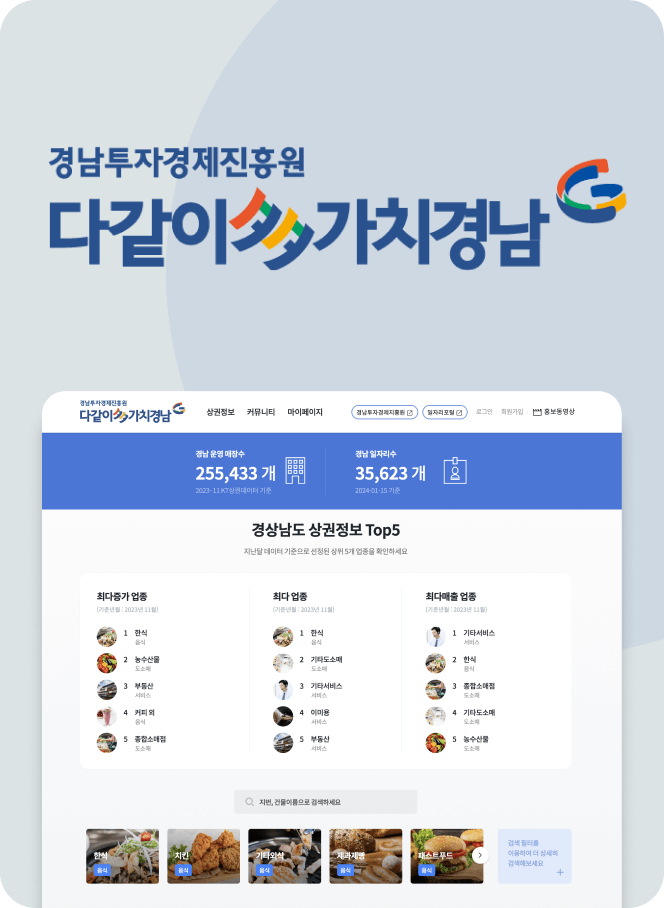 경남투자경제진흥원
다같이多가치경남
경남투자경제진흥원
다같이多가치경남
상권정보 커뮤니티 마이페이지 경남투자경제지흥원 일자리포털 로그인 회원가입 홍보동영상
경남 운영 매장수
255,433 개
2023-11 KT상권데이터 기준
경남 일자리수
35,623 개
2024-01-15 기준
경상남도 상권정보 Top5
지난달 데이터 기준으로 선정된 상위 5개 업종을 확인하세요
최다증가 업종
(기준년월 : 2023년 11월)
1 한식
음식
2 농수산물
도소매
3 부동산
서비스
4 커피 외
음식
5 종합소매점
도소매
최다 업종
(기준년월 : 2023년 11월)
1 한식
음식
2 기타도소매
도소매
3 기타서비스
서비스
4 이미용
서비스
5 부동산
서비스
최다매출 업종
(기준년월 : 2023년 11월)
1 기타서비스
서비스
2 한식
음식
3 종합소매점
도소매
4 기타도소매
도소매
5 농수산물
도소매
지번, 건물이름으로 검색하세요
한식
음식
치킨
음식
기타외식
음식
제과제빵
음식
패스트푸드
음식
검색 필터를
이용하여 더 상세히
검색해보세요